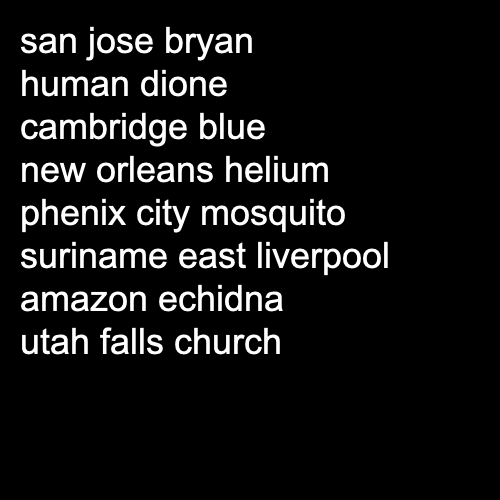 san jose bryan
human dione
cambridge blue
new orleans helium
phenix city mosquito
suriname east liverpool
amazon echidna
utah falls church